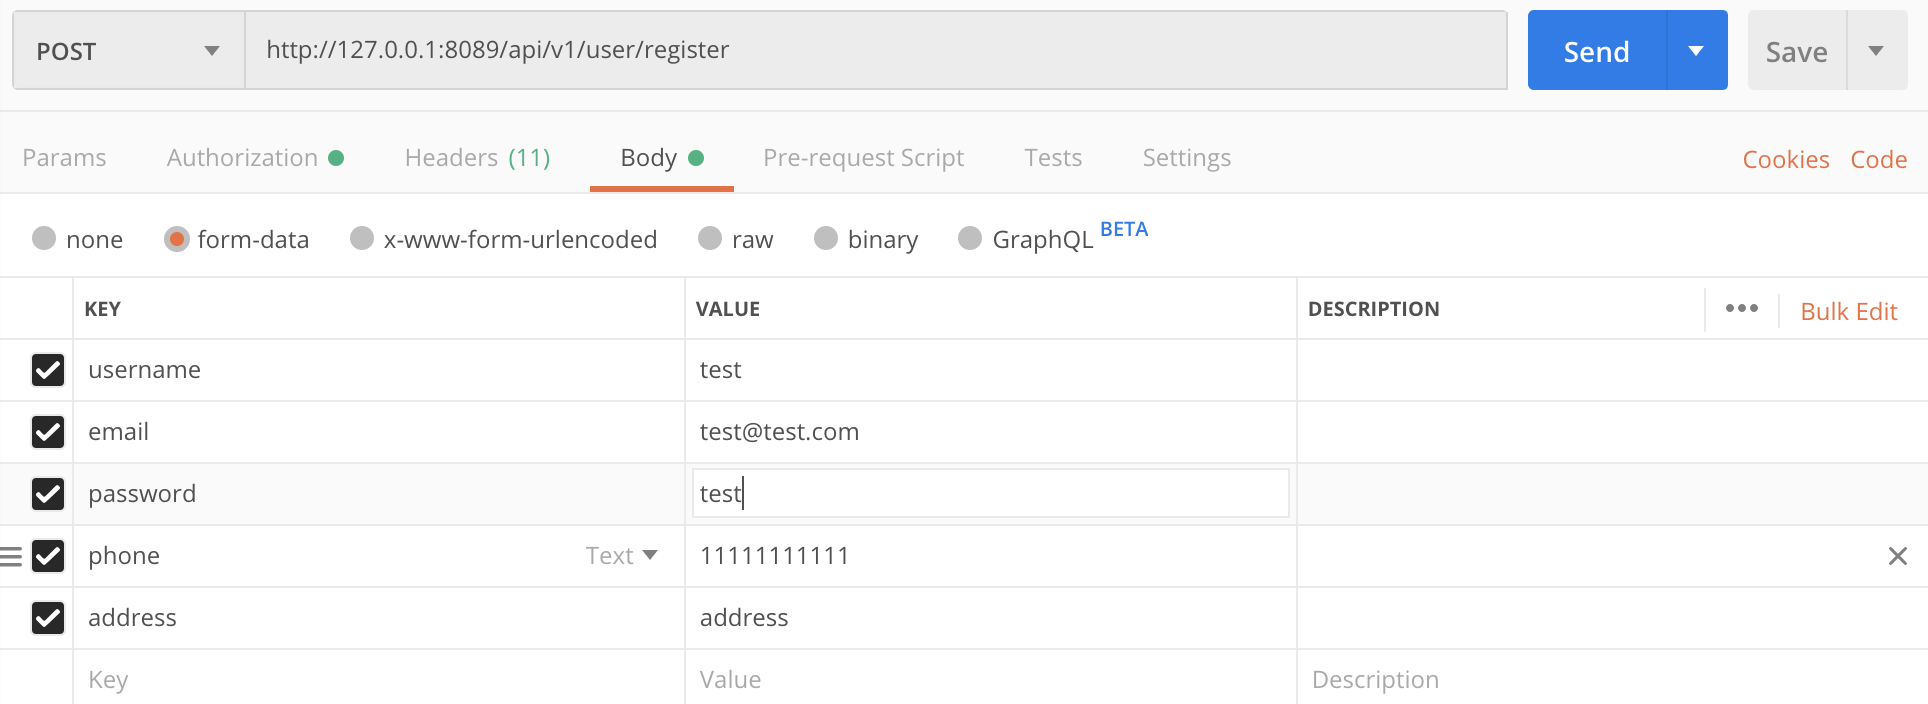 POST http://127.0.0.1:8089/api/v1/user/register Send Save
Params Authorization Headers (11) Body Pre-request Script Tests Settings Cookies Code
none form-data x-www-form-urlencoded raw binary GraphQL BETA
KEY VALUE DESCRIPTION ••• Bulk Edit
username test
email test@test.com
password test
phone Text 11111111111
address address
Key Value Description